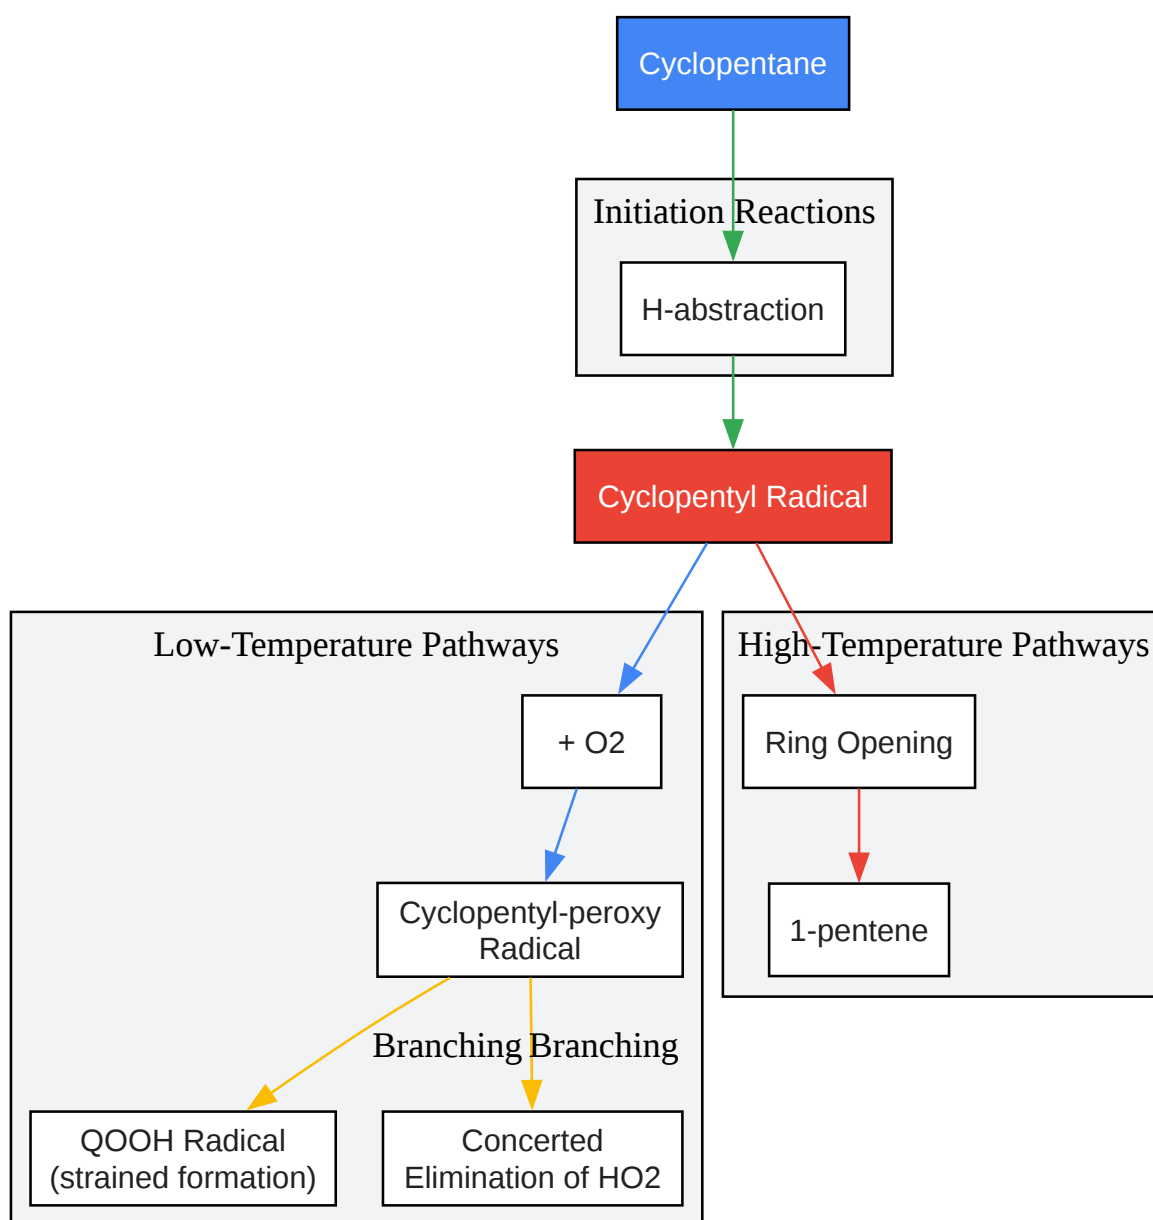 Cyclopentane
Initiation Reactions
H-abstraction
Cyclopentyl Radical
Low-Temperature Pathways
High-Temperature Pathways
+ O2
Ring Opening
Cyclopentyl-peroxy
Radical
1-pentene
Branching
Branching
QOOH Radical
(strained formation)
Concerted
Elimination of HO2